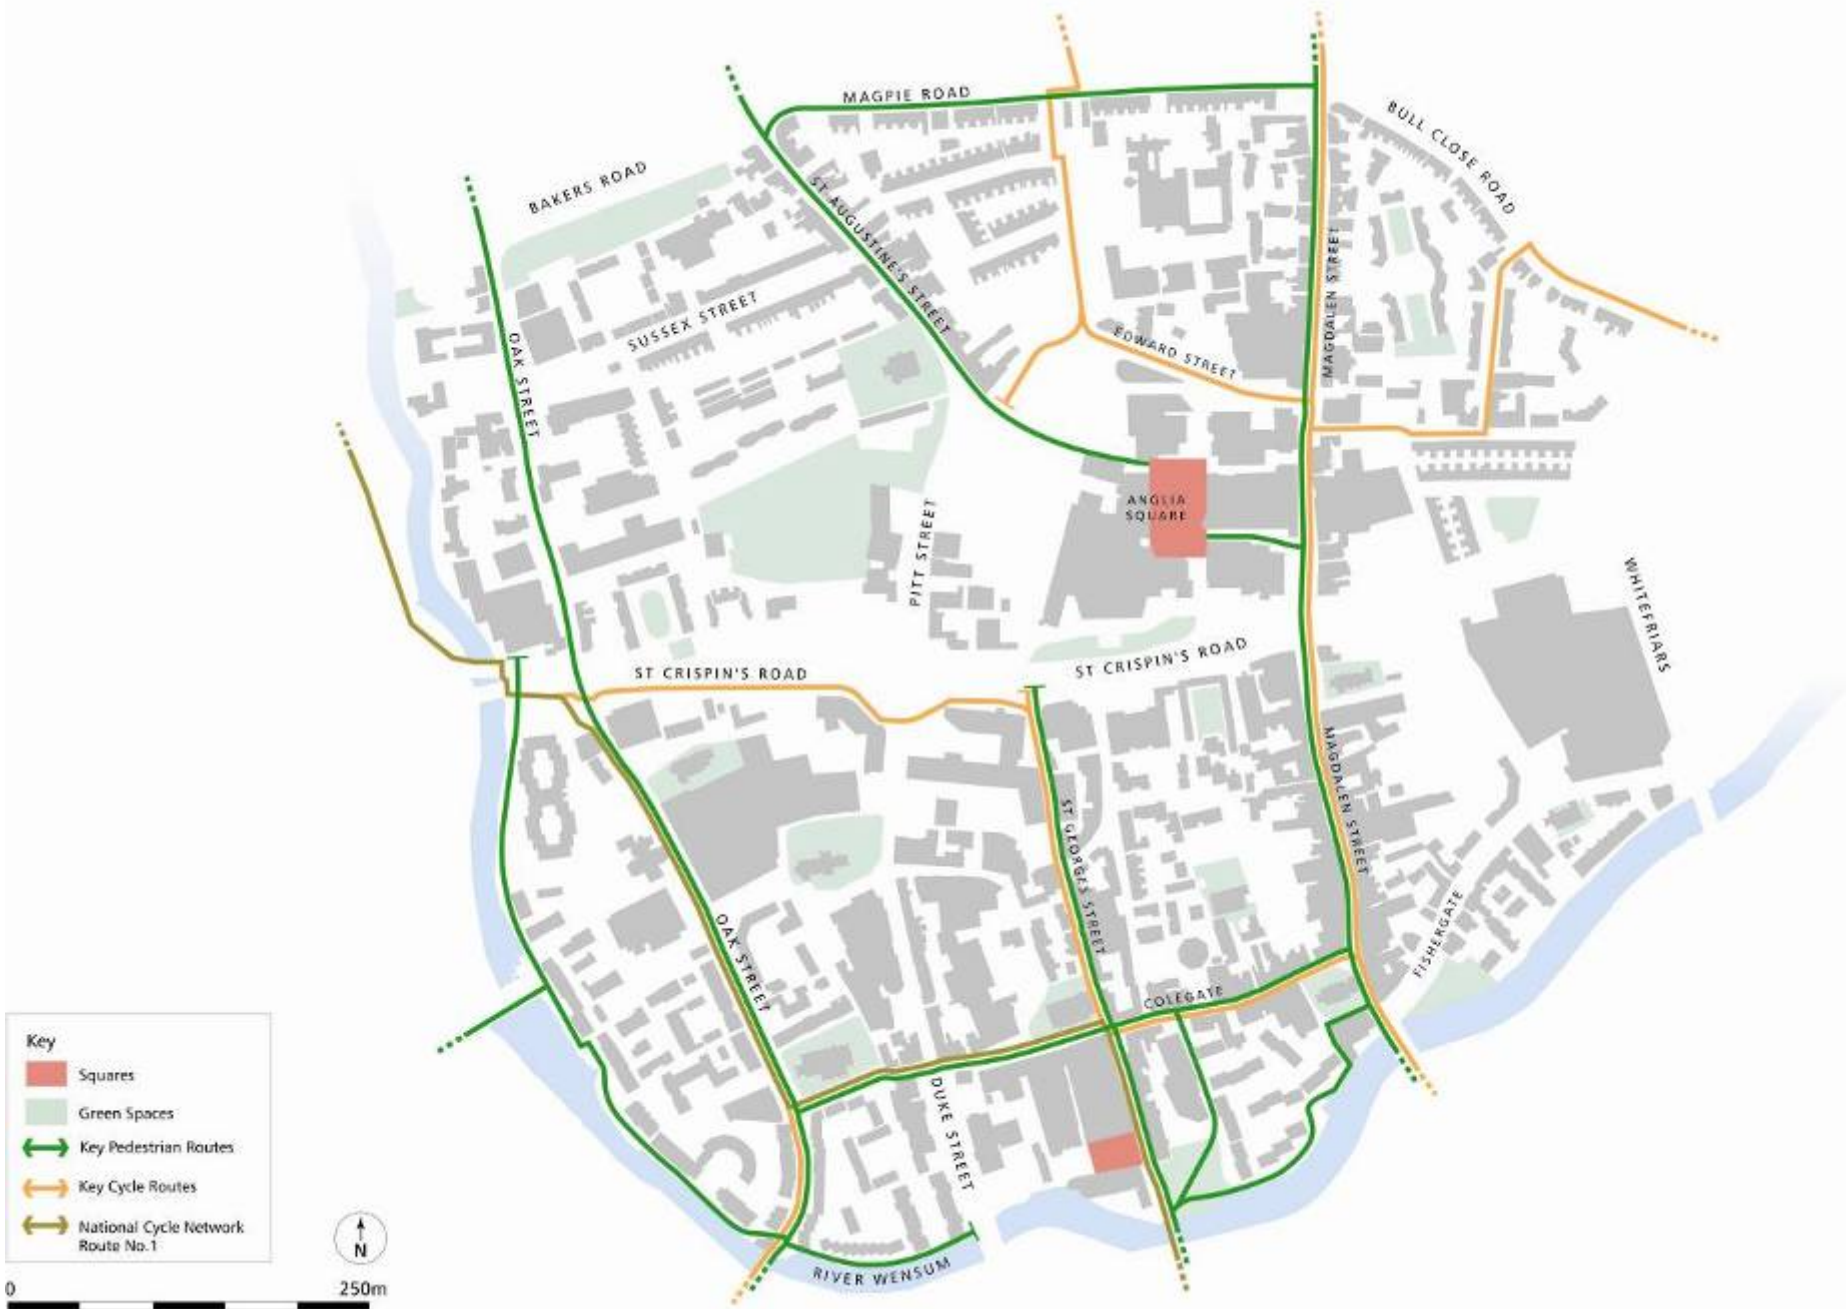 MAGPIE ROAD
BULL CLOSE ROAD
BAKERS ROAD
ST AUGUSTINE'S STREET
SUSSEX STREET
MAGDALEN STREET
OAK STREET
EDWARD STREET
ANGLIA
SQUARE
PITT STREET
WHITEFRIARS
ST CRISPIN'S ROAD
ST CRISPIN'S ROAD
MAGDALEN STREET
ST GEORGES STREET
OAK STREET
FISHERGATE
COLEGATE
DUKE STREET
RIVER WENSUM
Key
Squares
Green Spaces
Key Pedestrian Routes
Key Cycle Routes
National Cycle Network
Route No.1
N
0 250m